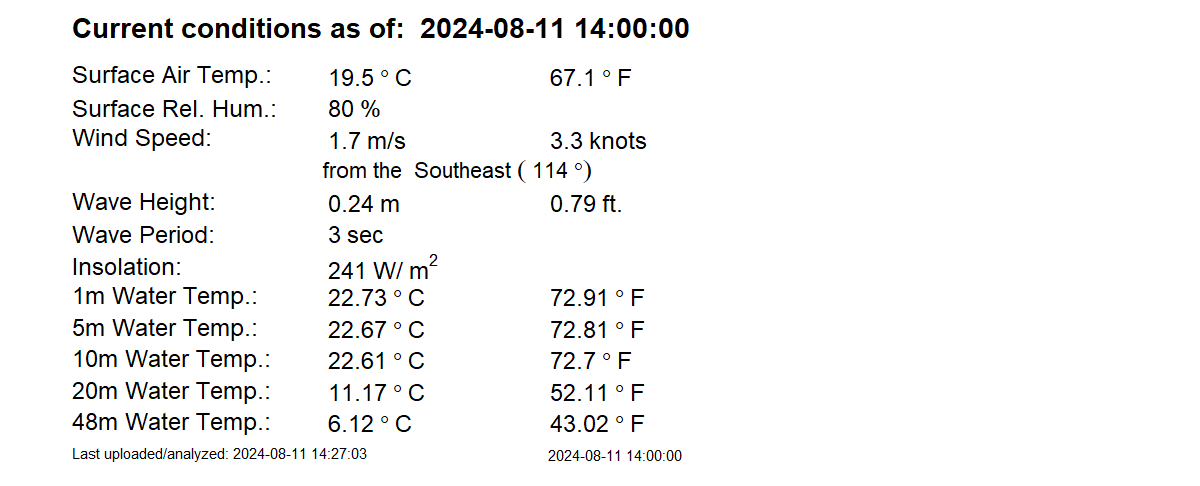 Current conditions as of: 2024-08-11 14:00:00
Surface Air Temp.: 19.5 ° C 67.1 ° F
Surface Rel. Hum.: 80 %
Wind Speed: 1.7 m/s 3.3 knots
from the Southeast ( 114 °)
Wave Height: 0.24 m 0.79 ft.
Wave Period: 3 sec
Insolation: 241 W/ m²
1m Water Temp.: 22.73 ° C 72.91 ° F
5m Water Temp.: 22.67 ° C 72.81 ° F
10m Water Temp.: 22.61 ° C 72.7 ° F
20m Water Temp.: 11.17 ° C 52.11 ° F
48m Water Temp.: 6.12 ° C 43.02 ° F
Last uploaded/analyzed: 2024-08-11 14:27:03 2024-08-11 14:00:00